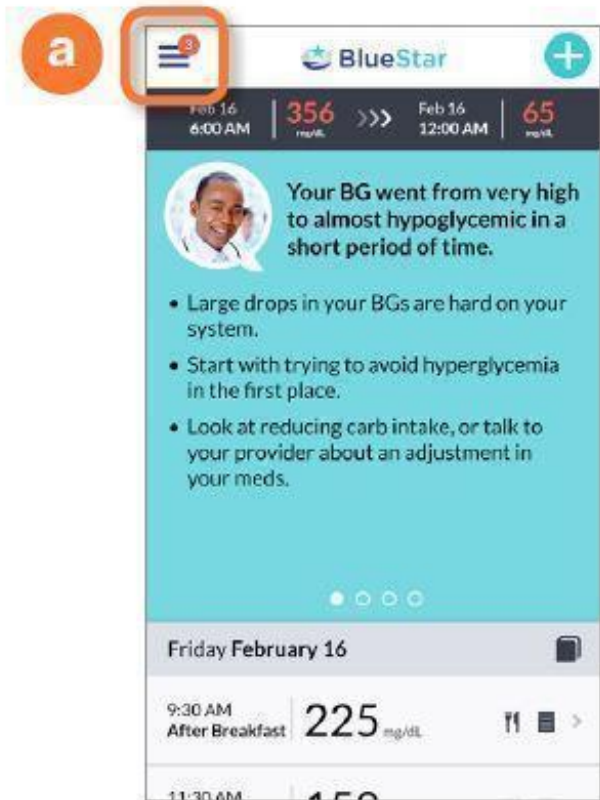 a
3
BlueStar
Feb 16
6:00 AM
356
mg/dL
>>>
Feb 16
12:00 AM
65
mg/dL
Your BG went from very high
to almost hypoglycemic in a
short period of time.
• Large drops in your BGs are hard on your
system.
• Start with trying to avoid hyperglycemia
in the first place.
• Look at reducing carb intake, or talk to
your provider about an adjustment in
your meds.
Friday February 16
9:30 AM
After Breakfast
225 mg/dL
11:30 AM